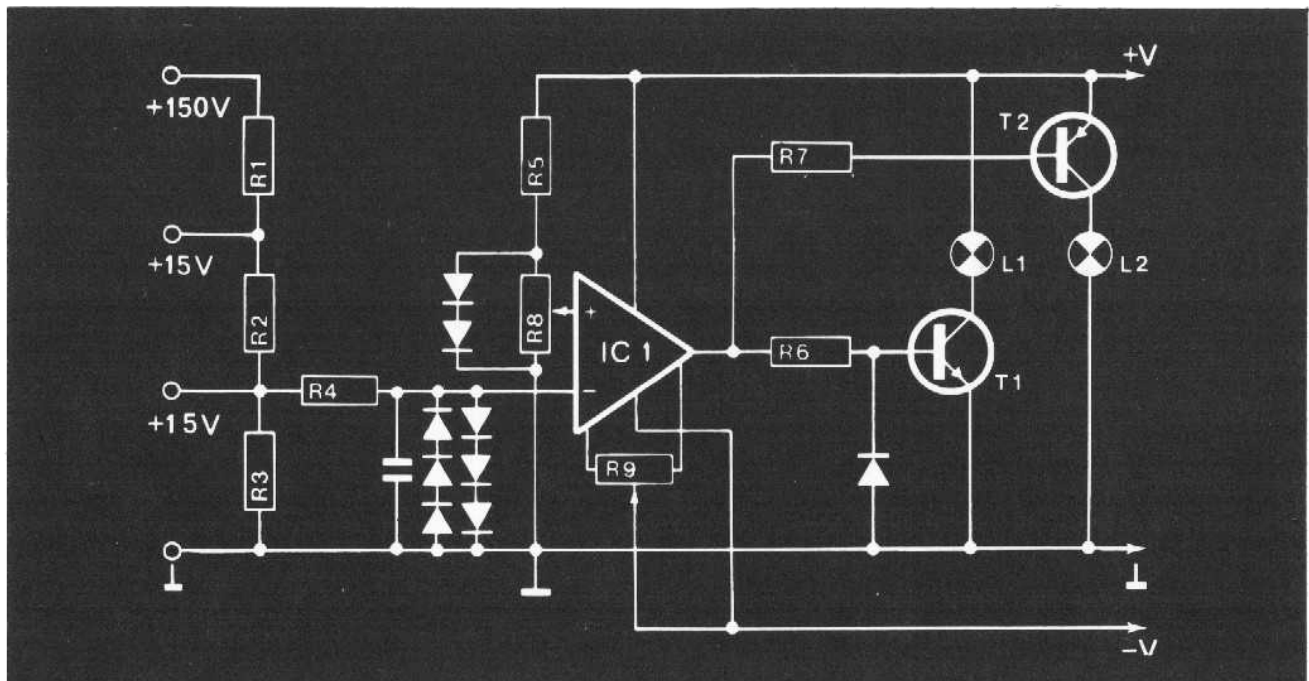 +150V
R1
+15V
R2
+15V
R3
R4
R5
R8
+
IC 1
−
R9
R7
R6
T2
T1
L1
L2
+V
−V